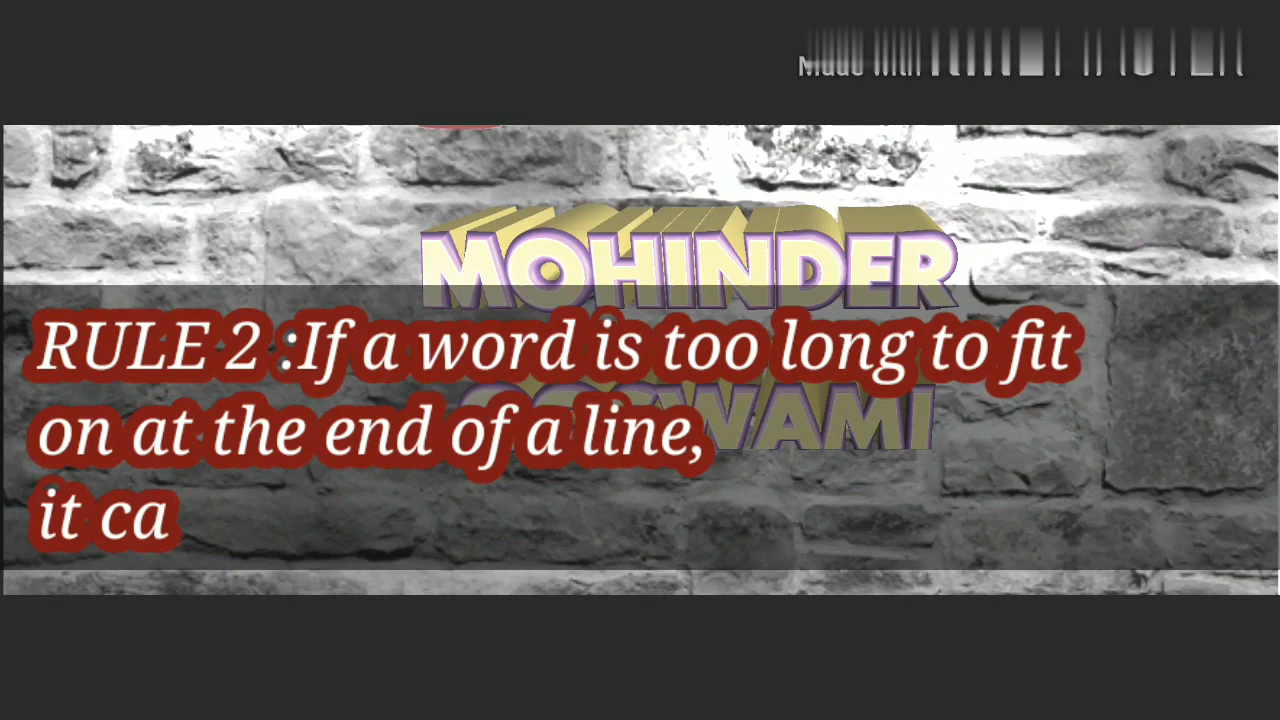 MOHINDER
RULE 2 :If a word is too long to fit
on at the end of a line,
it ca